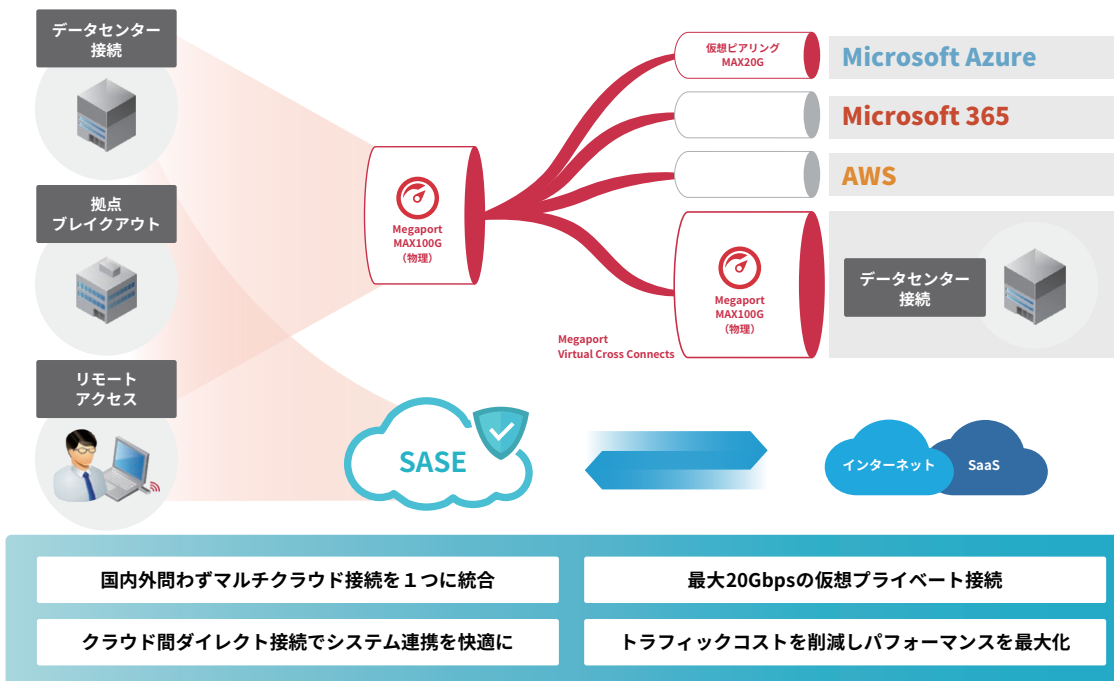 データセンター
接続
拠点
ブレイクアウト
リモート
アクセス
Megaport
MAX100G
（物理）
仮想ピアリング
MAX20G
Microsoft Azure
Microsoft 365
AWS
Megaport
MAX100G
（物理）
データセンター
接続
Megaport
Virtual Cross Connects
SASE
インターネット
SaaS
国内外問わずマルチクラウド接続を１つに統合
最大20Gbpsの仮想プライベート接続
クラウド間ダイレクト接続でシステム連携を快適に
トラフィックコストを削減しパフォーマンスを最大化